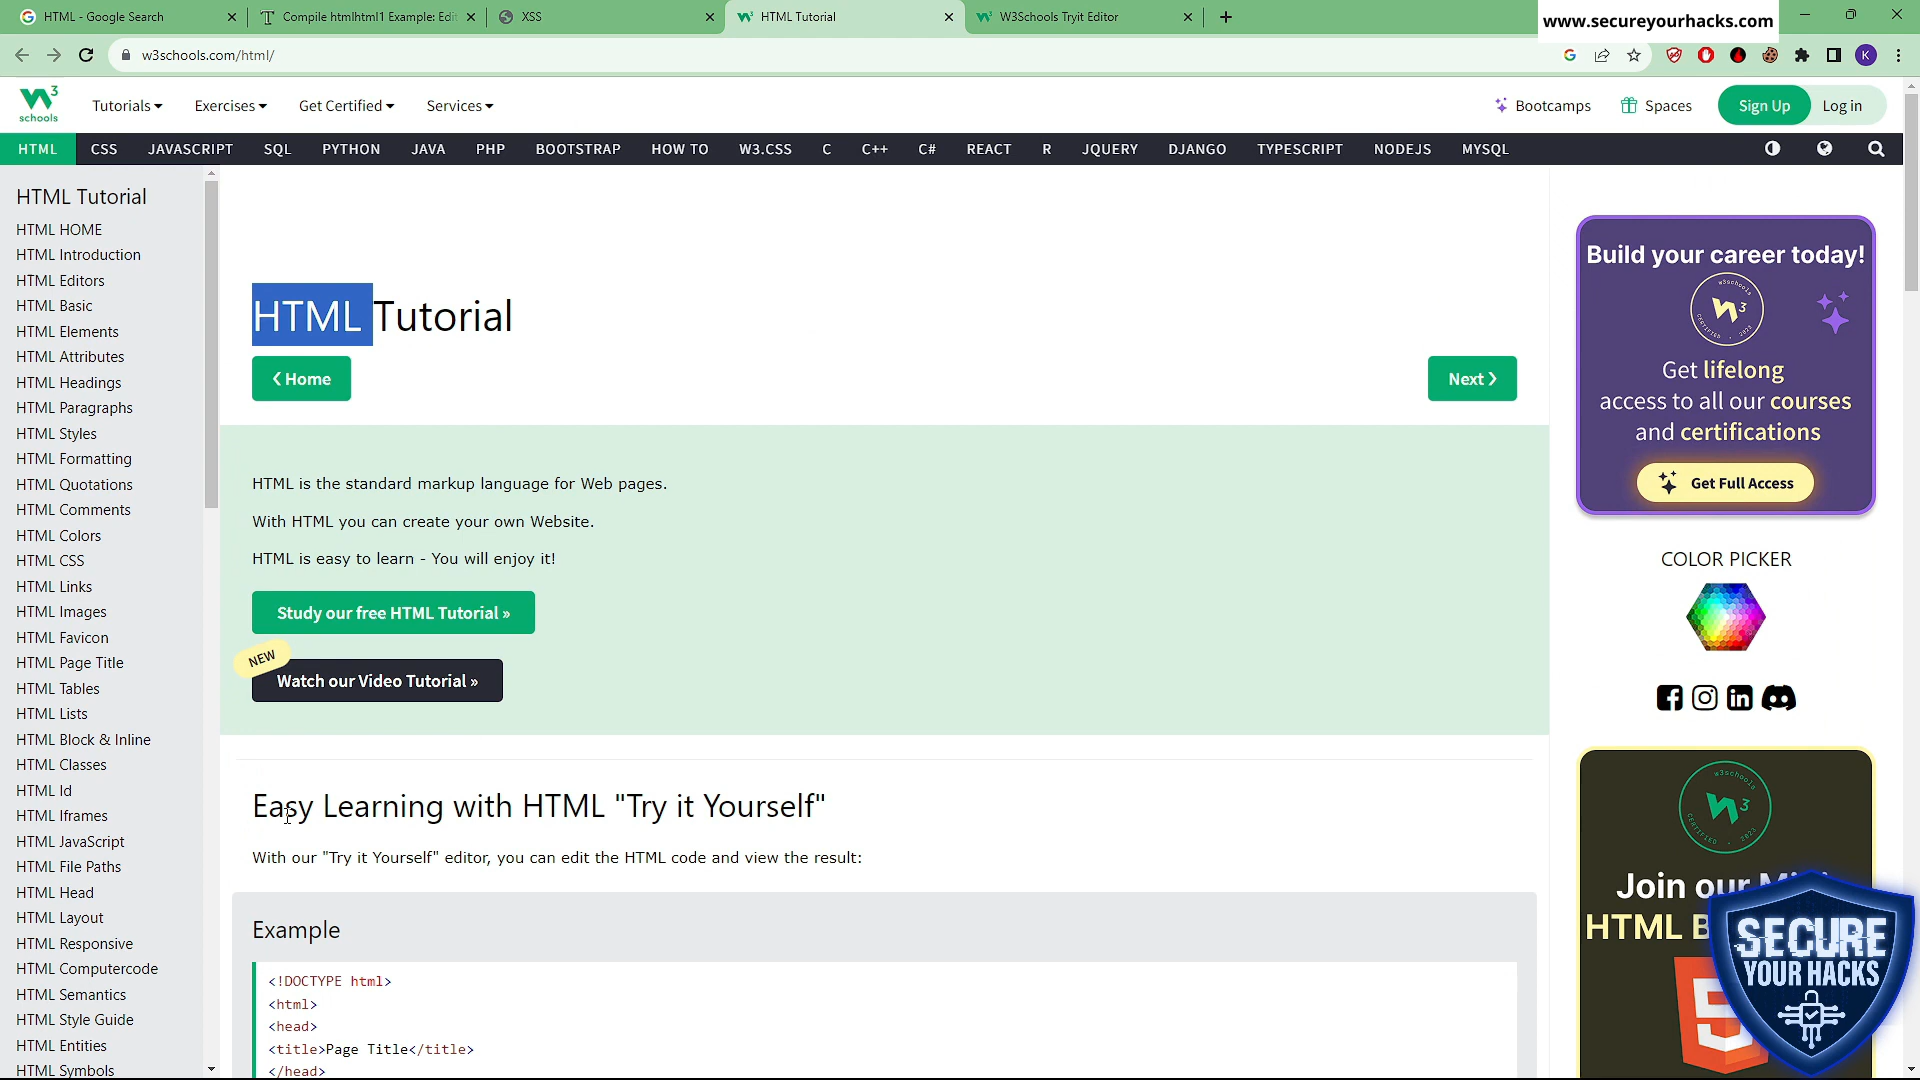 HTML - Google Search
Compile htmlhtml1 Example: Edit
XSS
HTML Tutorial
W3Schools Tryit Editor
www.secureyourhacks.com
w3schools.com/html/
K
3
schools
Tutorials
Exercises
Get Certified
Services
Bootcamps
Spaces
Sign Up
Log in
HTML
CSS
JAVASCRIPT
SQL
PYTHON
JAVA
PHP
BOOTSTRAP
HOW TO
W3.CSS
C
C++
C#
REACT
R
JQUERY
DJANGO
TYPESCRIPT
NODEJS
MYSQL
HTML Tutorial
HTML HOME
HTML Introduction
HTML Editors
HTML Basic
HTML Elements
HTML Attributes
HTML Headings
HTML Paragraphs
HTML Styles
HTML Formatting
HTML Quotations
HTML Comments
HTML Colors
HTML CSS
HTML Links
HTML Images
HTML Favicon
HTML Page Title
HTML Tables
HTML Lists
HTML Block & Inline
HTML Classes
HTML Id
HTML Iframes
HTML JavaScript
HTML File Paths
HTML Head
HTML Layout
HTML Responsive
HTML Computercode
HTML Semantics
HTML Style Guide
HTML Entities
HTML Symbols
HTML Tutorial
❮ Home
Next ❯
HTML is the standard markup language for Web pages.
With HTML you can create your own Website.
HTML is easy to learn - You will enjoy it!
Study our free HTML Tutorial »
NEW
Watch our Video Tutorial »
Easy Learning with HTML "Try it Yourself"
With our "Try it Yourself" editor, you can edit the HTML code and view the result:
Example
<!DOCTYPE html>
<html>
<head>
<title>Page Title</title>
</head>
Build your career today!
w3schools
CERTIFIED . 2023
Get lifelong
access to all our courses
and certifications
Get Full Access
COLOR PICKER
w3schools
CERTIFIED . 2023
Join our
HTML B
SECURE
YOUR HACKS